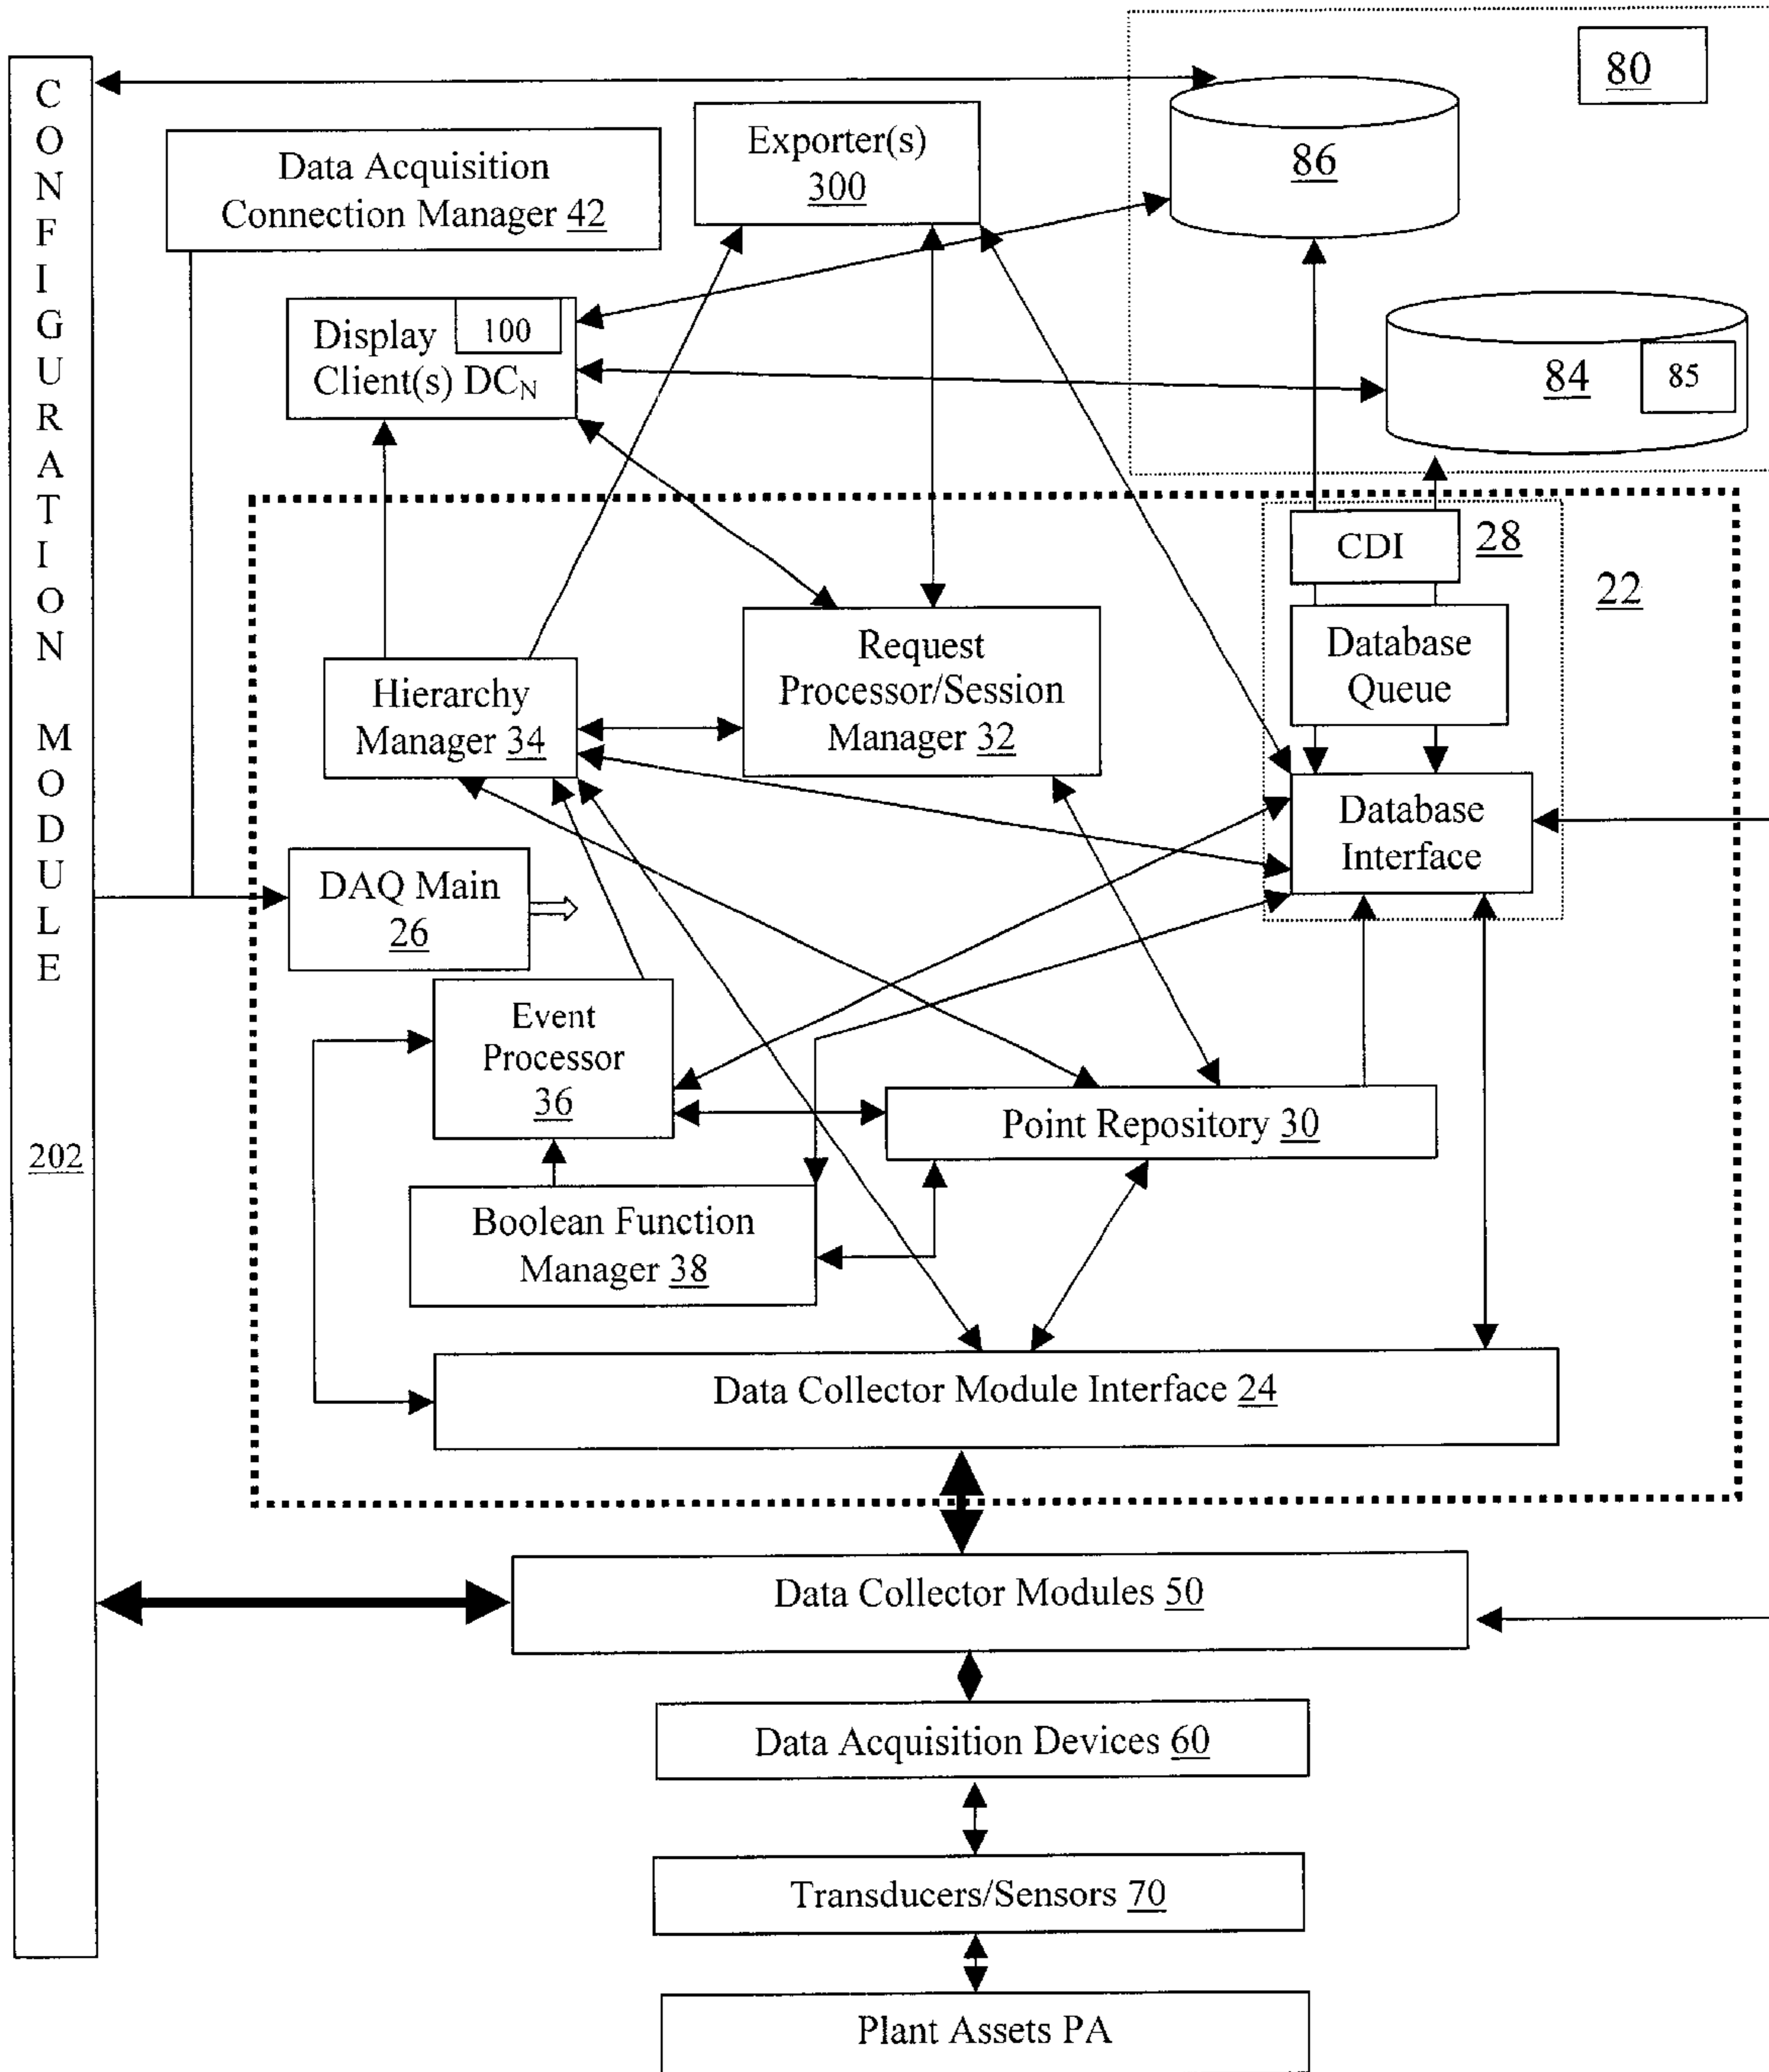 CONFIGURATION MODULE
202
80
86
Exporter(s)
300
Data Acquisition
Connection Manager 42
Display
100
Client(s) DCN
84
85
CDI
28
22
Database
Queue
Request
Processor/Session
Manager 32
Hierarchy
Manager 34
Database
Interface
DAQ Main
26
Event
Processor
36
Point Repository 30
Boolean Function
Manager 38
Data Collector Module Interface 24
Data Collector Modules 50
Data Acquisition Devices 60
Transducers/Sensors 70
Plant Assets PA